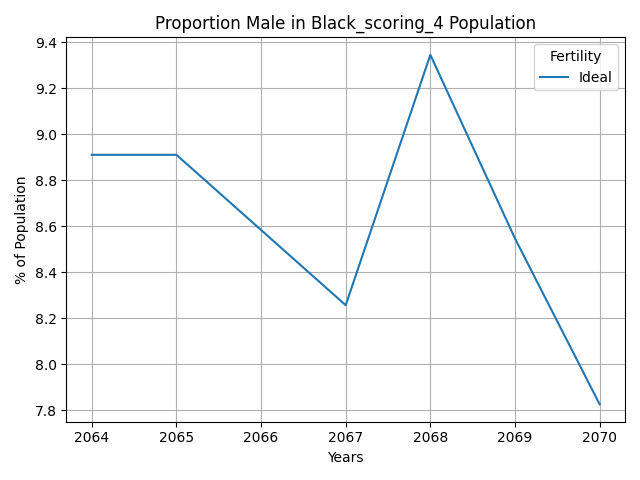 Proportion Male in Black_scoring_4 Population
Fertility
Ideal
% of Population
9.4
9.2
9.0
8.8
8.6
8.4
8.2
8.0
7.8
2064 2065 2066 2067 2068 2069 2070
Years